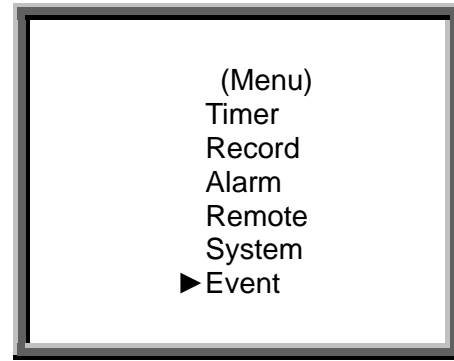 (Menu)
Timer
Record
Alarm
Remote
System
►Event